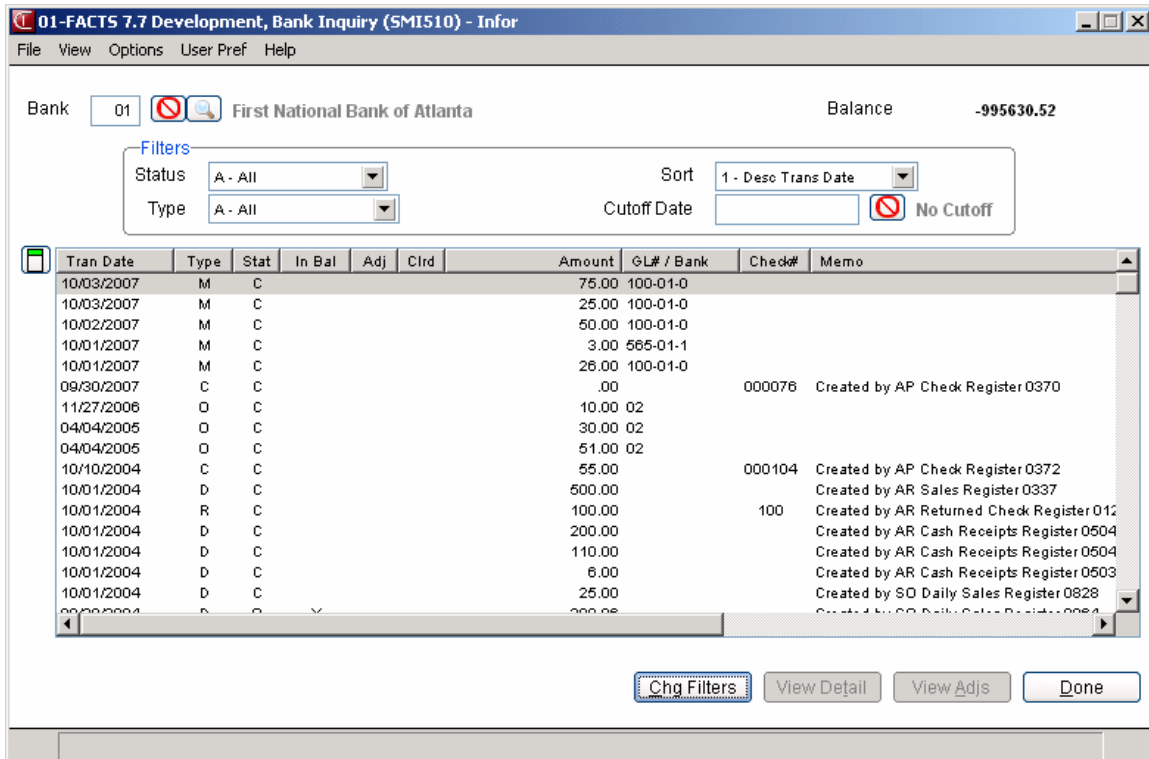 01-FACTS 7.7 Development, Bank Inquiry (SMI510) - Infor
File View Options User Pref Help
Bank 01 First National Bank of Atlanta Balance -995630.52
Filters
Status A - All Sort 1 - Desc Trans Date
Type A - All Cutoff Date No Cutoff
Tran Date Type Stat In Bal Adj Clrd Amount GL# / Bank Check# Memo
10/03/2007 M C 75.00 100-01-0
10/03/2007 M C 25.00 100-01-0
10/02/2007 M C 50.00 100-01-0
10/01/2007 M C 3.00 565-01-1
10/01/2007 M C 26.00 100-01-0
09/30/2007 C C .00 000076 Created by AP Check Register 0370
11/27/2006 O C 10.00 02
04/04/2005 O C 30.00 02
04/04/2005 O C 51.00 02
10/10/2004 C C 55.00 000104 Created by AP Check Register 0372
10/01/2004 D C 500.00 Created by AR Sales Register 0337
10/01/2004 R C 100.00 100 Created by AR Returned Check Register 012
10/01/2004 D C 200.00 Created by AR Cash Receipts Register 0504
10/01/2004 D C 110.00 Created by AR Cash Receipts Register 0504
10/01/2004 D C 6.00 Created by AR Cash Receipts Register 0503
10/01/2004 D C 25.00 Created by SO Daily Sales Register 0828
Created by SO Daily Sales Register
Chg Filters View Detail View Adjs Done